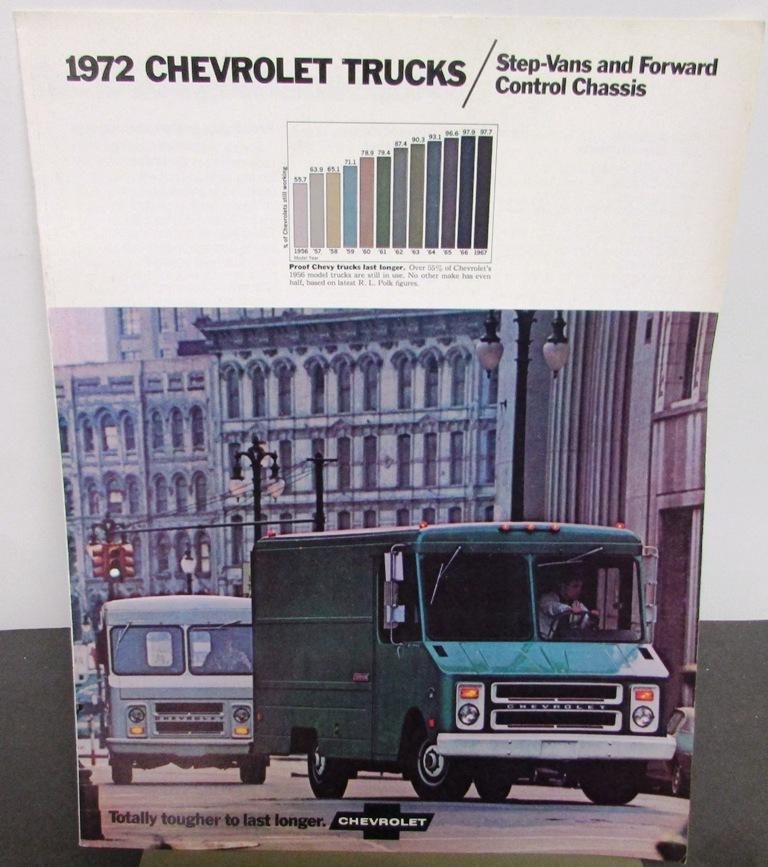 1972 CHEVROLET TRUCKS
Step-Vans and Forward
Control Chassis
% of Chevrolets still working
55.7 63.9 65.1 71.1 78.9 79.4 87.4 90.3 93.1 96.6 97.9 97.7
1956 '57 '58 '59 '60 '61 '62 '63 '64 '65 '66 1967
Model Year
Proof Chevy trucks last longer. Over 55% of Chevrolet's
1956 model trucks are still in use. No other make has even
half, based on latest R. L. Polk figures.
CHEVROLET
CHEVROLET
Totally tougher to last longer. CHEVROLET